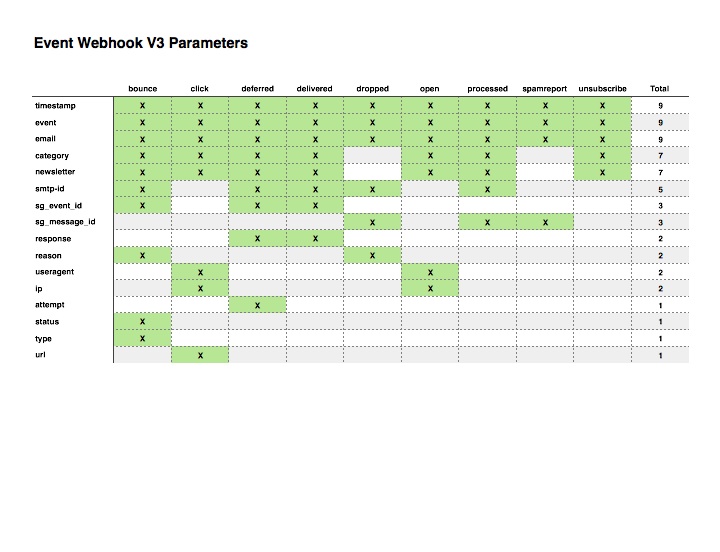 Event Webhook V3 Parameters
bounce click deferred delivered dropped open processed spamreport unsubscribe Total
timestamp X X X X X X X X X 9
event X X X X X X X X X 9
email X X X X X X X X X 9
category X X X X X X X 7
newsletter X X X X X X X 7
smtp-id X X X X X 5
sg_event_id X X X 3
sg_message_id X X X 3
response X X 2
reason X X 2
useragent X X 2
ip X X 2
attempt X 1
status X 1
type X 1
url X 1